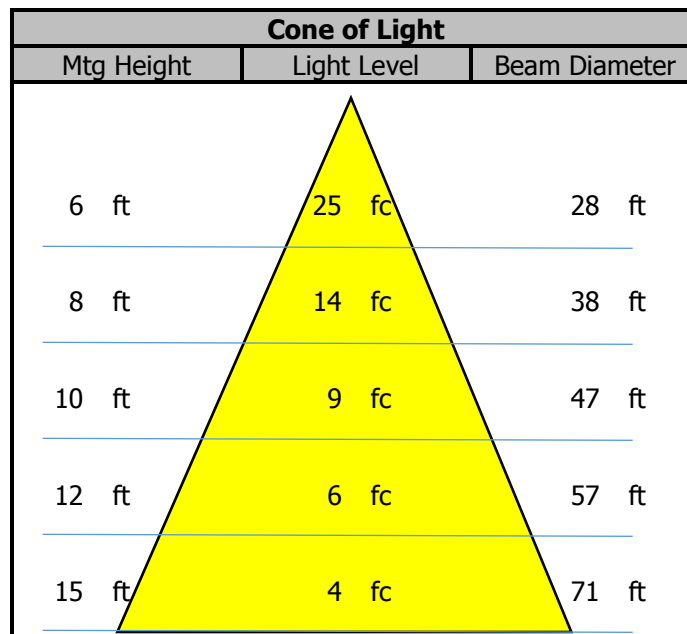 Cone of Light
Mtg Height Light Level Beam Diameter
6 ft 25 fc 28 ft
8 ft 14 fc 38 ft
10 ft 9 fc 47 ft
12 ft 6 fc 57 ft
15 ft 4 fc 71 ft